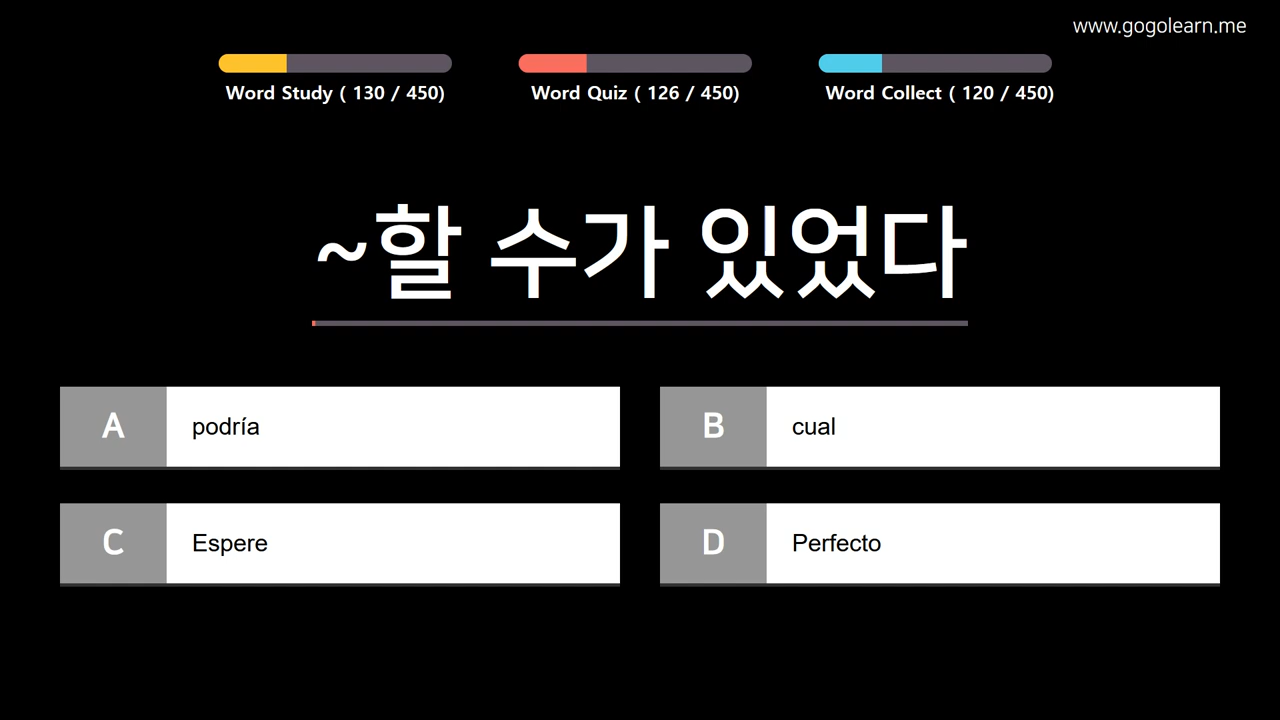 www.gogolearn.me
Word Study ( 130 / 450)
Word Quiz ( 126 / 450)
Word Collect ( 120 / 450)
~할 수가 있었다
A podría
B cual
C Espere
D Perfecto